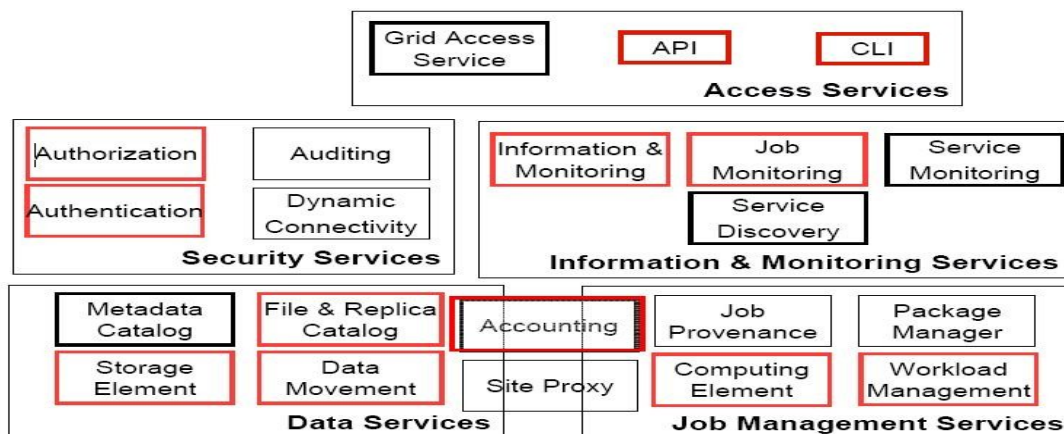 Grid Access
Service
API
CLI
Access Services
Authorization
Auditing
Authentication
Dynamic
Connectivity
Security Services
Information &
Monitoring
Job
Monitoring
Service
Monitoring
Service
Discovery
Information & Monitoring Services
Metadata
Catalog
File & Replica
Catalog
Accounting
Job
Provenance
Package
Manager
Storage
Element
Data
Movement
Site Proxy
Computing
Element
Workload
Management
Data Services
Job Management Services